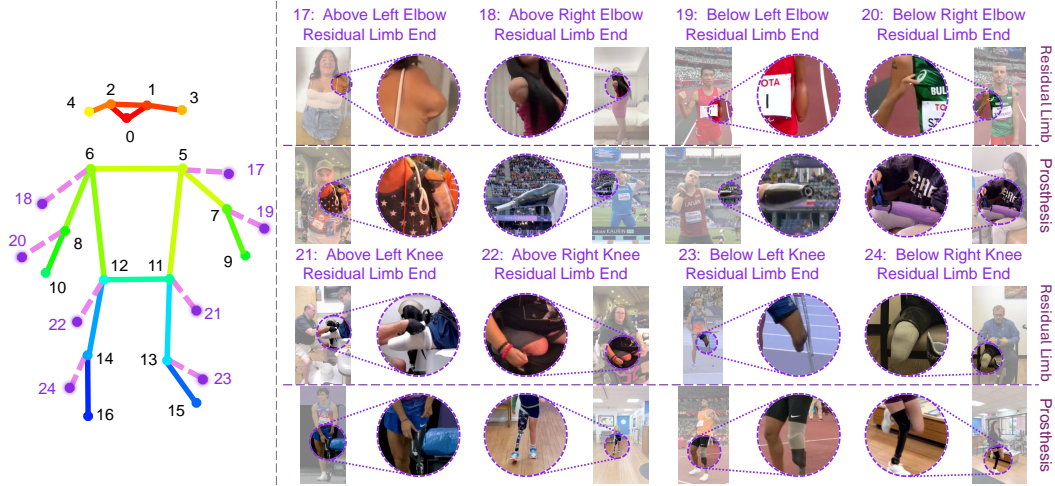 17: Above Left Elbow
Residual Limb End
18: Above Right Elbow
Residual Limb End
19: Below Left Elbow
Residual Limb End
20: Below Right Elbow
Residual Limb End
Residual Limb
Prosthesis
21: Above Left Knee
Residual Limb End
22: Above Right Knee
Residual Limb End
23: Below Left Knee
Residual Limb End
24: Below Right Knee
Residual Limb End
Residual Limb
Prosthesis
2
1
4
3
0
6
5
17
18
7
19
20
8
9
12
11
10
21
22
14
13
24
23
16
15
OTA
BUL
TO
KAURIN